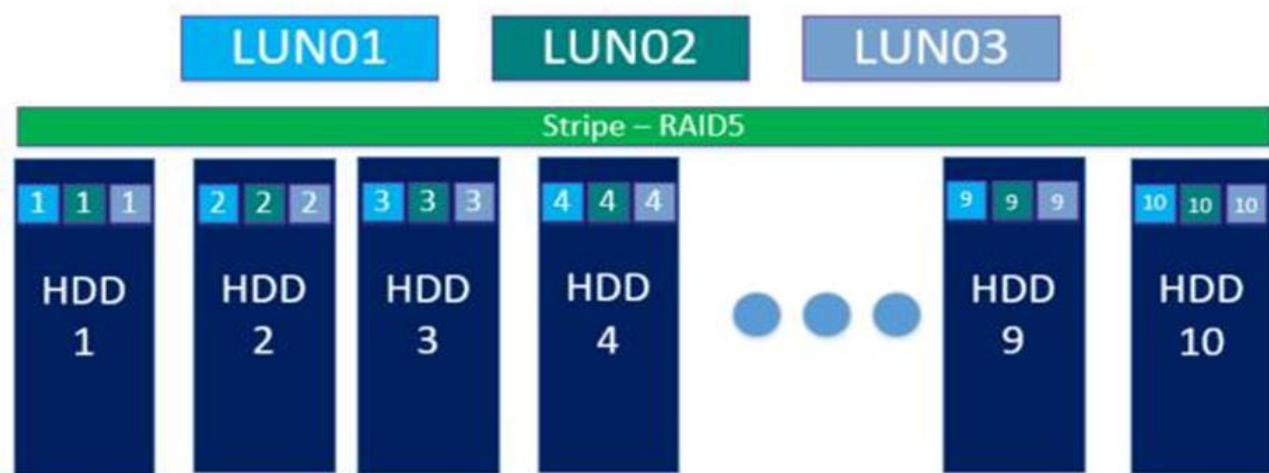 LUN01 LUN02 LUN03
Stripe – RAID5
1 1 1 2 2 2 3 3 3 4 4 4 9 9 9 10 10 10
HDD HDD HDD HDD HDD HDD
1 2 3 4 9 10